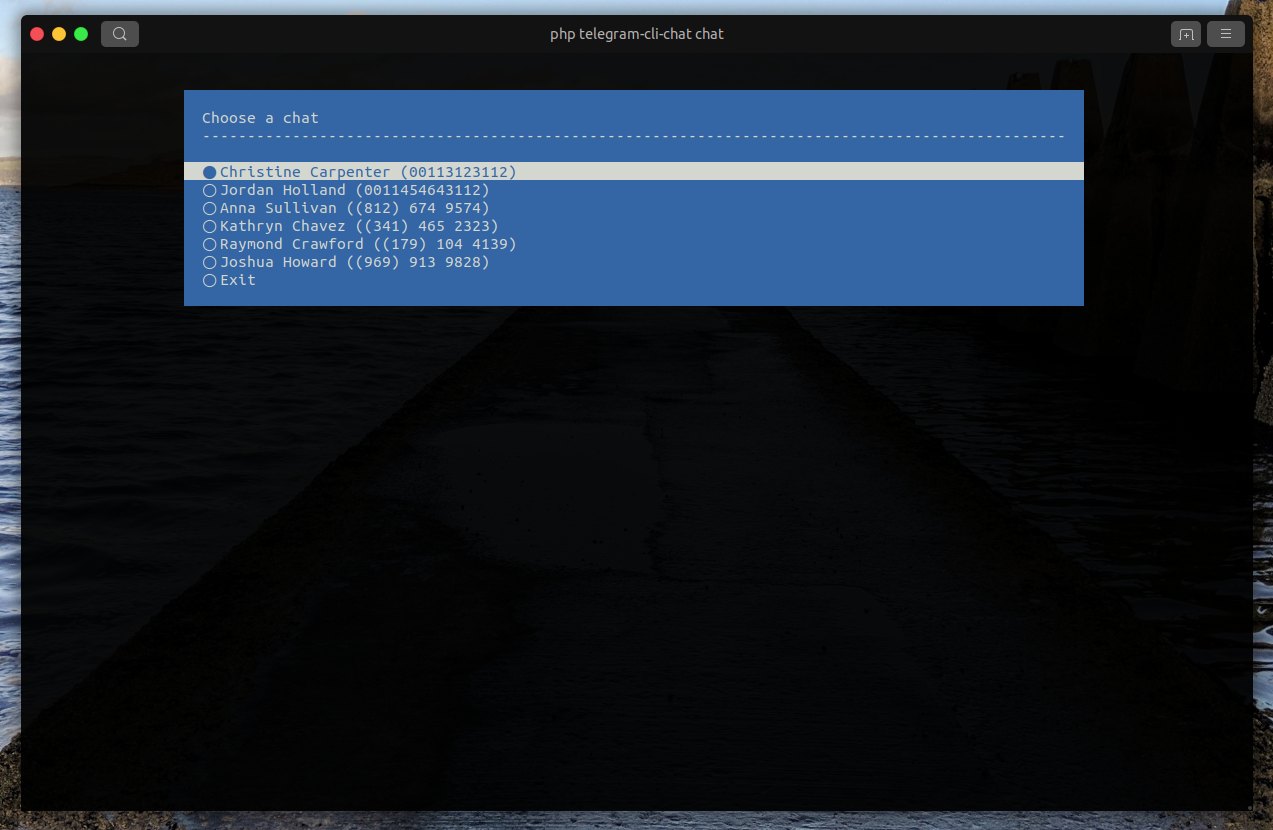 php telegram-cli-chat chat
Choose a chat
------------------------------------------------------------------------------------------------
Christine Carpenter (00113123112)
Jordan Holland (0011454643112)
Anna Sullivan ((812) 674 9574)
Kathryn Chavez ((341) 465 2323)
Raymond Crawford ((179) 104 4139)
Joshua Howard ((969) 913 9828)
Exit